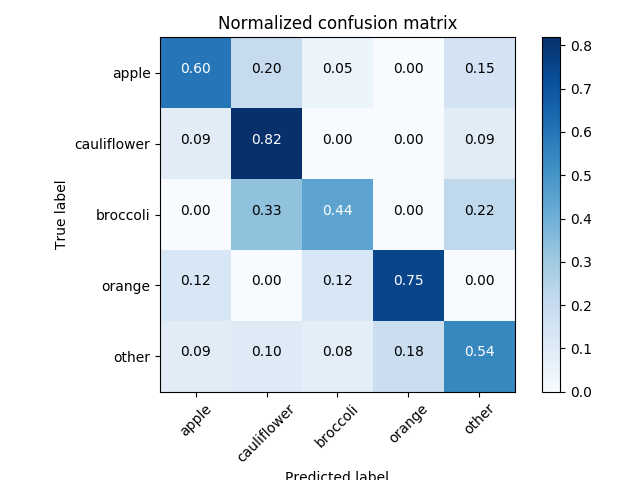 Normalized confusion matrix
True label
apple 0.60 0.20 0.05 0.00 0.15
cauliflower 0.09 0.82 0.00 0.00 0.09
broccoli 0.00 0.33 0.44 0.00 0.22
orange 0.12 0.00 0.12 0.75 0.00
other 0.09 0.10 0.08 0.18 0.54
apple cauliflower broccoli orange other
Predicted label
0.8
0.7
0.6
0.5
0.4
0.3
0.2
0.1
0.0